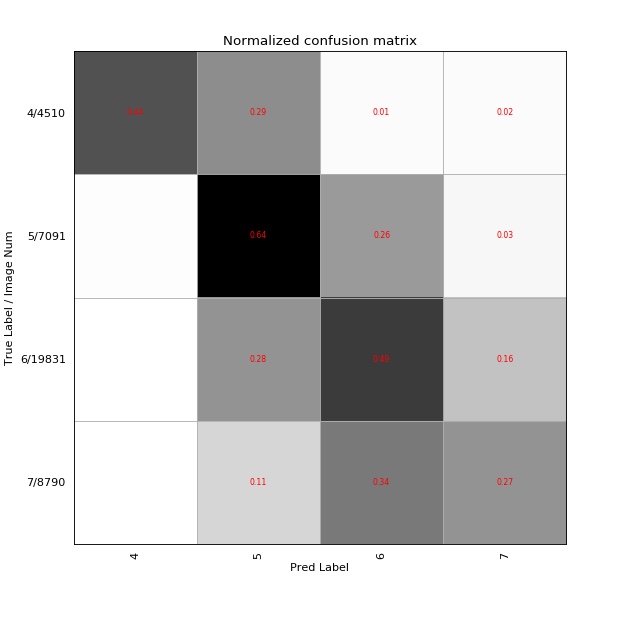 Normalized confusion matrix
True Label / Image Num
4/4510 0.29 0.01 0.02
5/7091 0.64 0.26 0.03
6/19831 0.28 0.49 0.16
7/8790 0.11 0.34 0.27
4 5 6 7
Pred Label